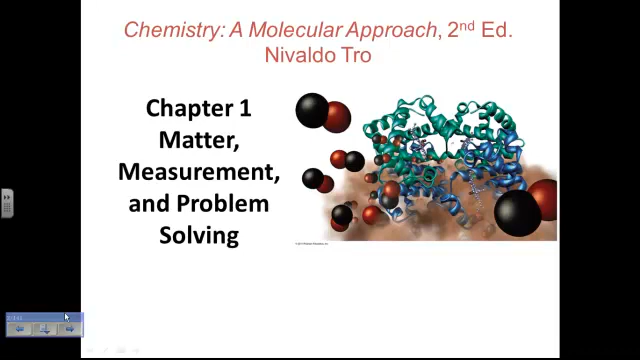 Chemistry: A Molecular Approach, 2nd Ed.
Nivaldo Tro
Chapter 1
Matter,
Measurement,
and Problem
Solving